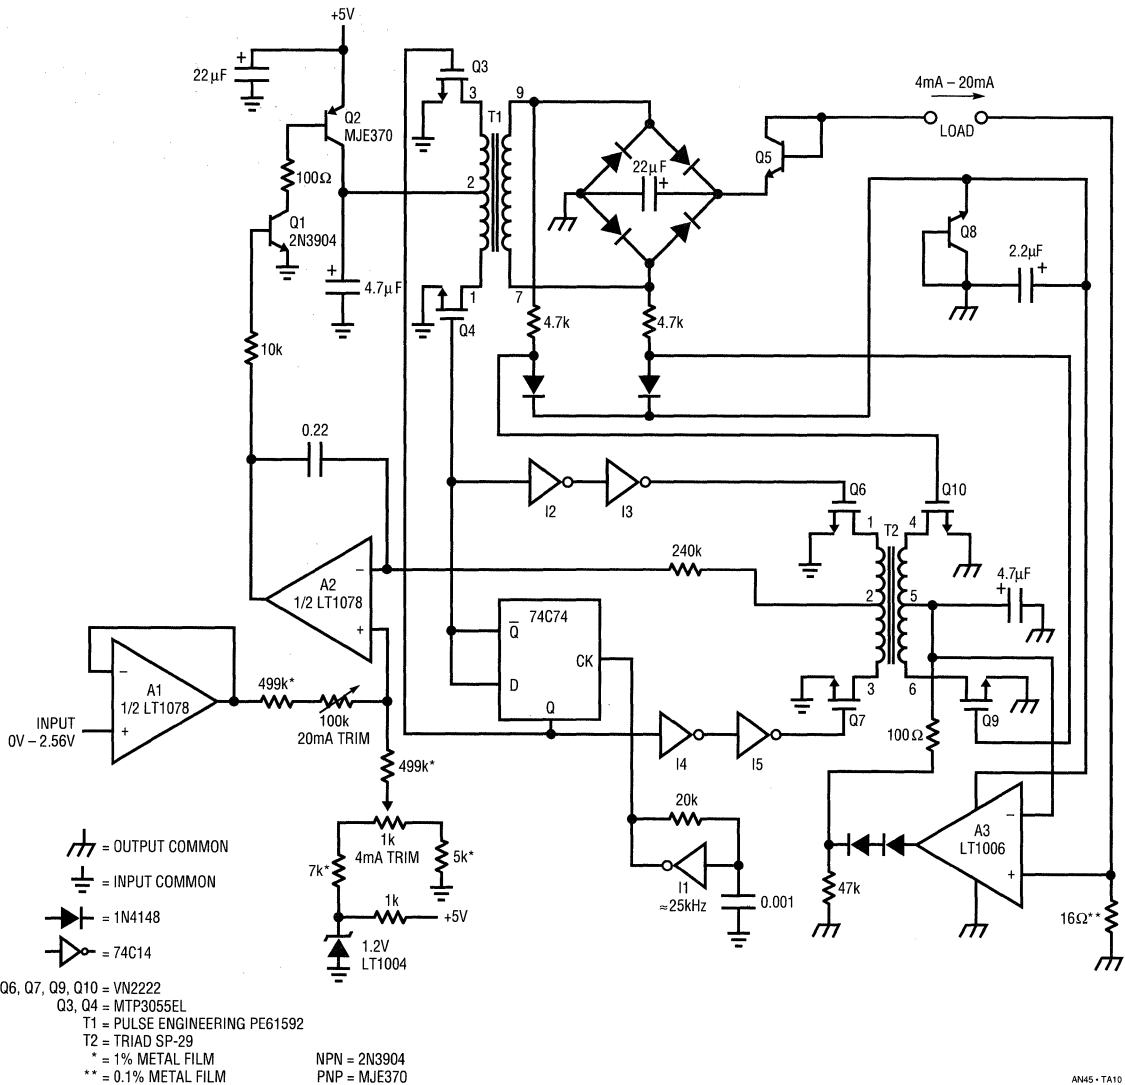 +5V
22µF
+
Q2
MJE370
100Ω
Q1
2N3904
+
4.7µF
10k
0.22
Q3
3
T1
9
2
1
7
Q4
22µF
+
Q5
4mA – 20mA
LOAD
Q8
2.2µF
+
4.7k
4.7k
I2
I3
Q6
Q10
1
4
T2
2
5
4.7µF
+
3
6
Q7
Q9
240k
A2
1/2 LT1078
–
+
74C74
Q
D
CK
Q
A1
1/2 LT1078
–
+
INPUT
0V – 2.56V
499k*
100k
20mA TRIM
499k*
1k
4mA TRIM
7k*
5k*
1k
+5V
1.2V
LT1004
I4
I5
20k
I1
≈25kHz
0.001
100Ω
A3
LT1006
–
+
47k
16Ω**
= OUTPUT COMMON
= INPUT COMMON
= 1N4148
= 74C14
Q6, Q7, Q9, Q10 = VN2222
Q3, Q4 = MTP3055EL
T1 = PULSE ENGINEERING PE61592
T2 = TRIAD SP-29
* = 1% METAL FILM
** = 0.1% METAL FILM
NPN = 2N3904
PNP = MJE370
AN45 • TA10